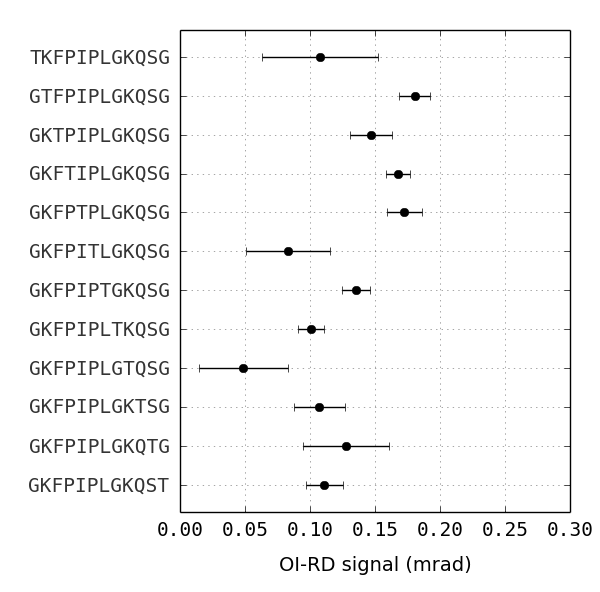 TKFPIPLGKQSG
GTFPIPLGKQSG
GKTPIPLGKQSG
GKFTIPLGKQSG
GKFPTPLGKQSG
GKFPITLGKQSG
GKFPIPTGKQSG
GKFPIPLTKQSG
GKFPIPLGTQSG
GKFPIPLGKTSG
GKFPIPLGKQTG
GKFPIPLGKQST
0.00 0.05 0.10 0.15 0.20 0.25 0.30
OI-RD signal (mrad)